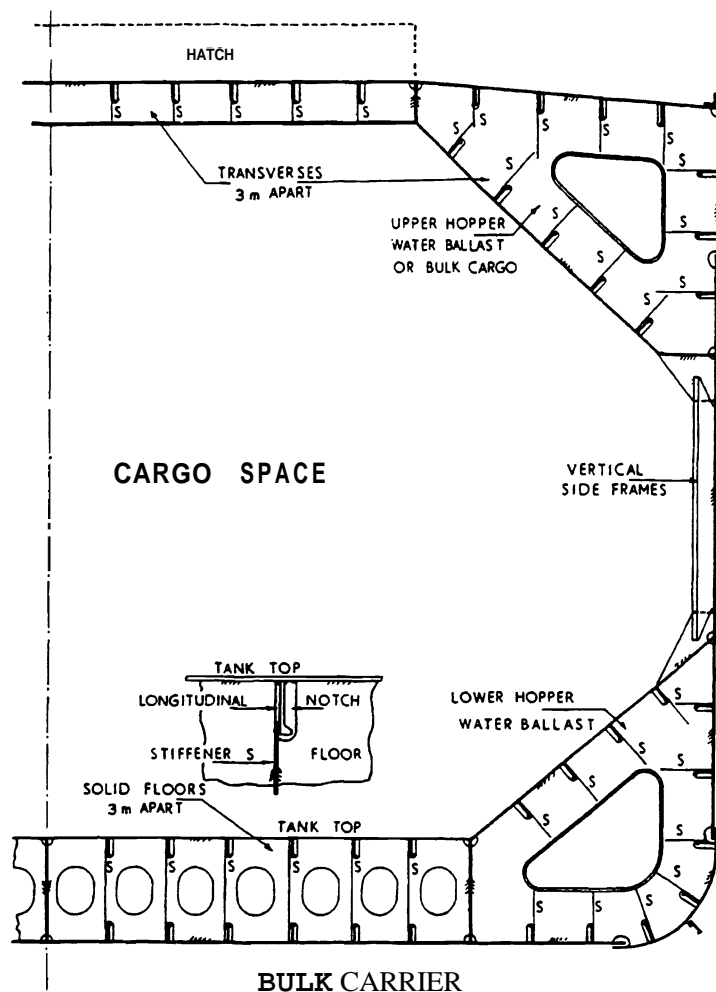 HATCH
S S S S S S S S S S
TRANSVERSES
3 m APART
S S S
UPPER HOPPER
WATER BALLAST
OR BULK CARGO
S S S S
CARGO SPACE
VERTICAL
SIDE FRAMES
TANK TOP
LONGITUDINAL NOTCH
STIFFENER S FLOOR
LOWER HOPPER
WATER BALLAST
SOLID FLOORS
3 m APART
TANK TOP
S S S
S S S S S S S
S S S S
BULK CARRIER